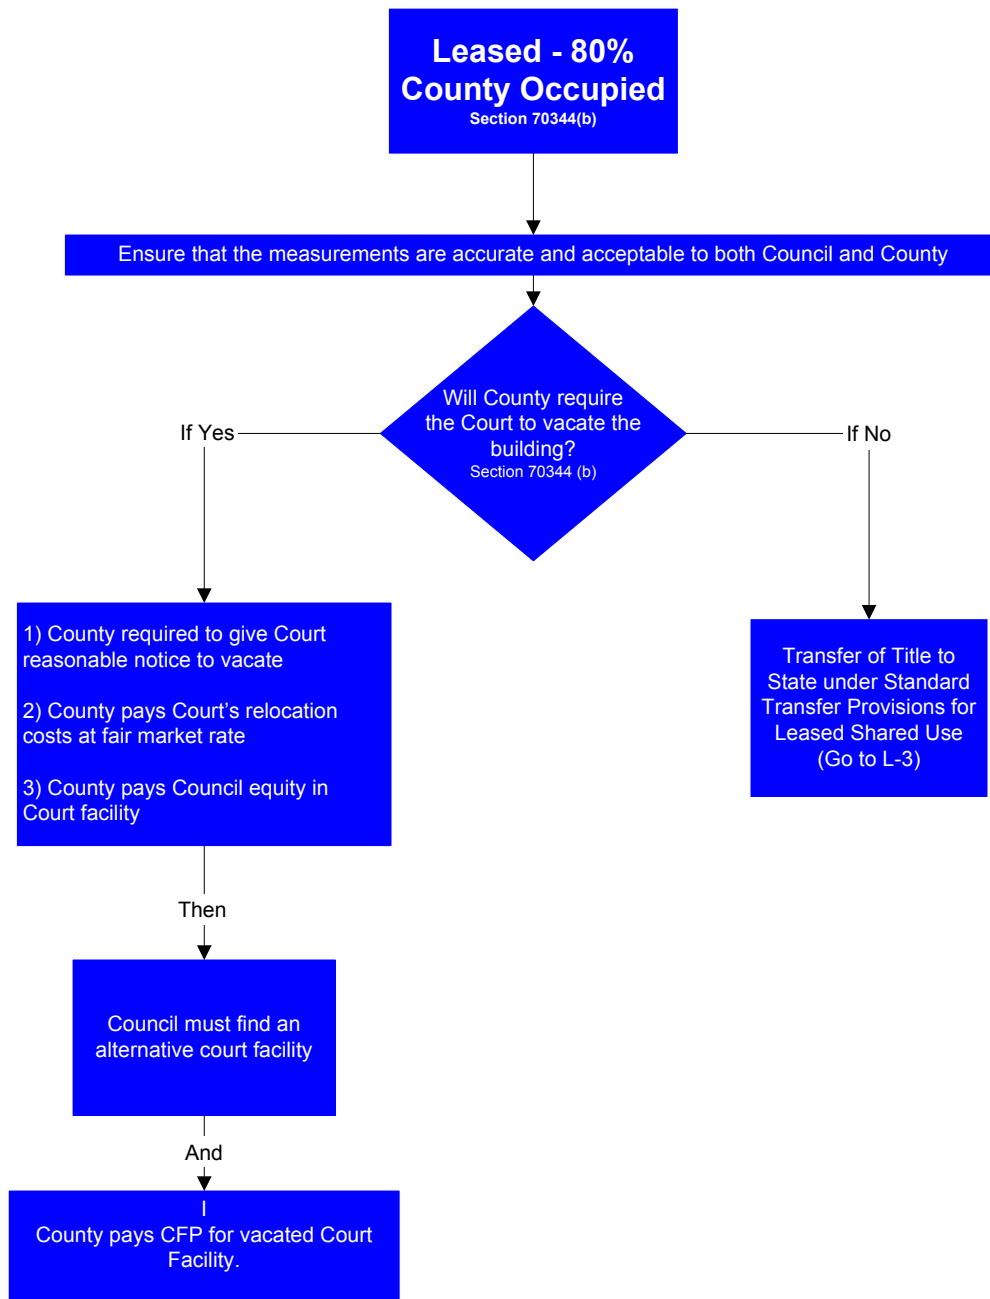 Leased - 80%
County Occupied
Section 70344(b)
Ensure that the measurements are accurate and acceptable to both Council and County
Will County require
the Court to vacate the
building?
Section 70344 (b)
If Yes
If No
1) County required to give Court
reasonable notice to vacate
2) County pays Court’s relocation
costs at fair market rate
3) County pays Council equity in
Court facility
Transfer of Title to
State under Standard
Transfer Provisions for
Leased Shared Use
(Go to L-3)
Then
Council must find an
alternative court facility
And
I
County pays CFP for vacated Court
Facility.